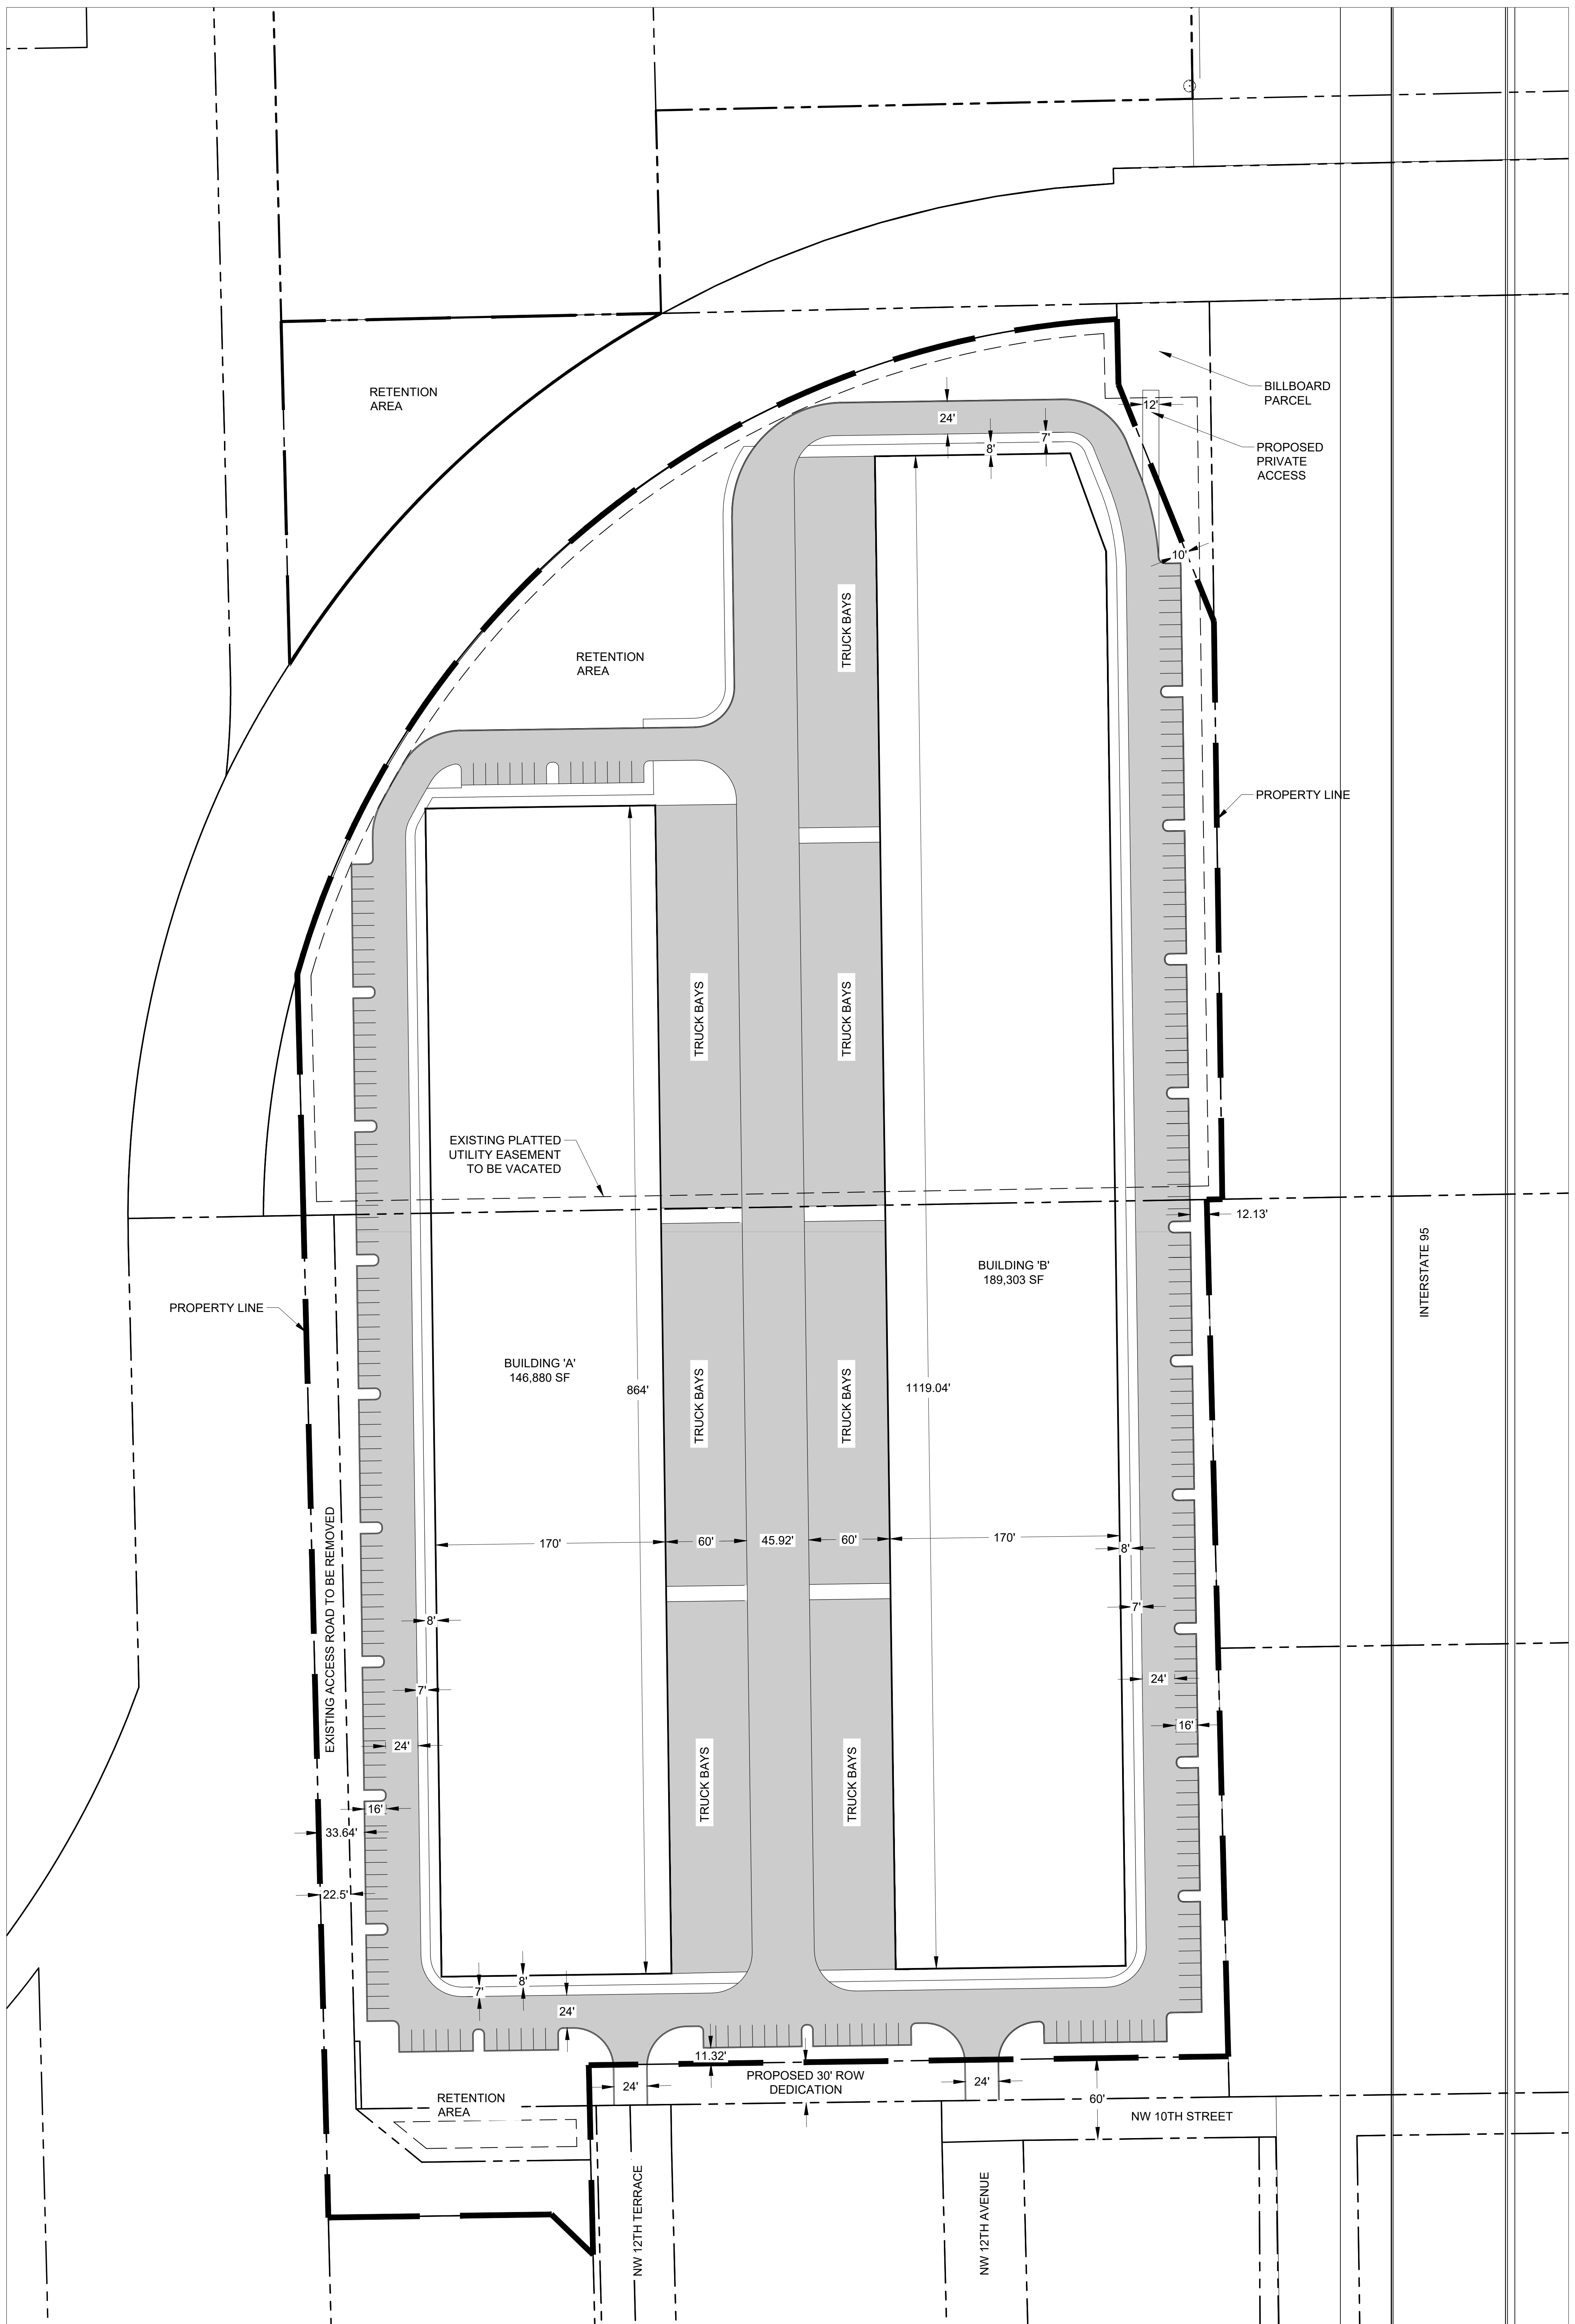 RETENTION
AREA
BILLBOARD
PARCEL
12'
24'
7'
8'
PROPOSED
PRIVATE
ACCESS
10'
TRUCK BAYS
RETENTION
AREA
PROPERTY LINE
TRUCK BAYS
TRUCK BAYS
EXISTING PLATTED
UTILITY EASEMENT
TO BE VACATED
12.13'
INTERSTATE 95
BUILDING 'B'
189,303 SF
PROPERTY LINE
BUILDING 'A'
146,880 SF
864'
TRUCK BAYS
TRUCK BAYS
1119.04'
EXISTING ACCESS ROAD TO BE REMOVED
170'
60'
45.92'
60'
170'
8'
8'
7'
7'
24'
24'
16'
TRUCK BAYS
TRUCK BAYS
16'
33.64'
22.5'
8'
7'
24'
11.32'
PROPOSED 30' ROW
DEDICATION
24'
24'
60'
RETENTION
AREA
NW 10TH STREET
NW 12TH TERRACE
NW 12TH AVENUE